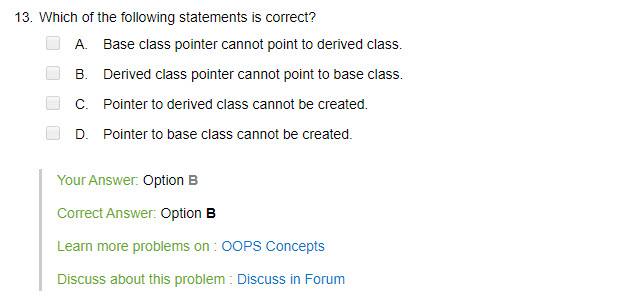 13. Which of the following statements is correct?
A. Base class pointer cannot point to derived class.
B. Derived class pointer cannot point to base class.
C. Pointer to derived class cannot be created.
D. Pointer to base class cannot be created.
Your Answer: Option B
Correct Answer: Option B
Learn more problems on : OOPS Concepts
Discuss about this problem : Discuss in Forum